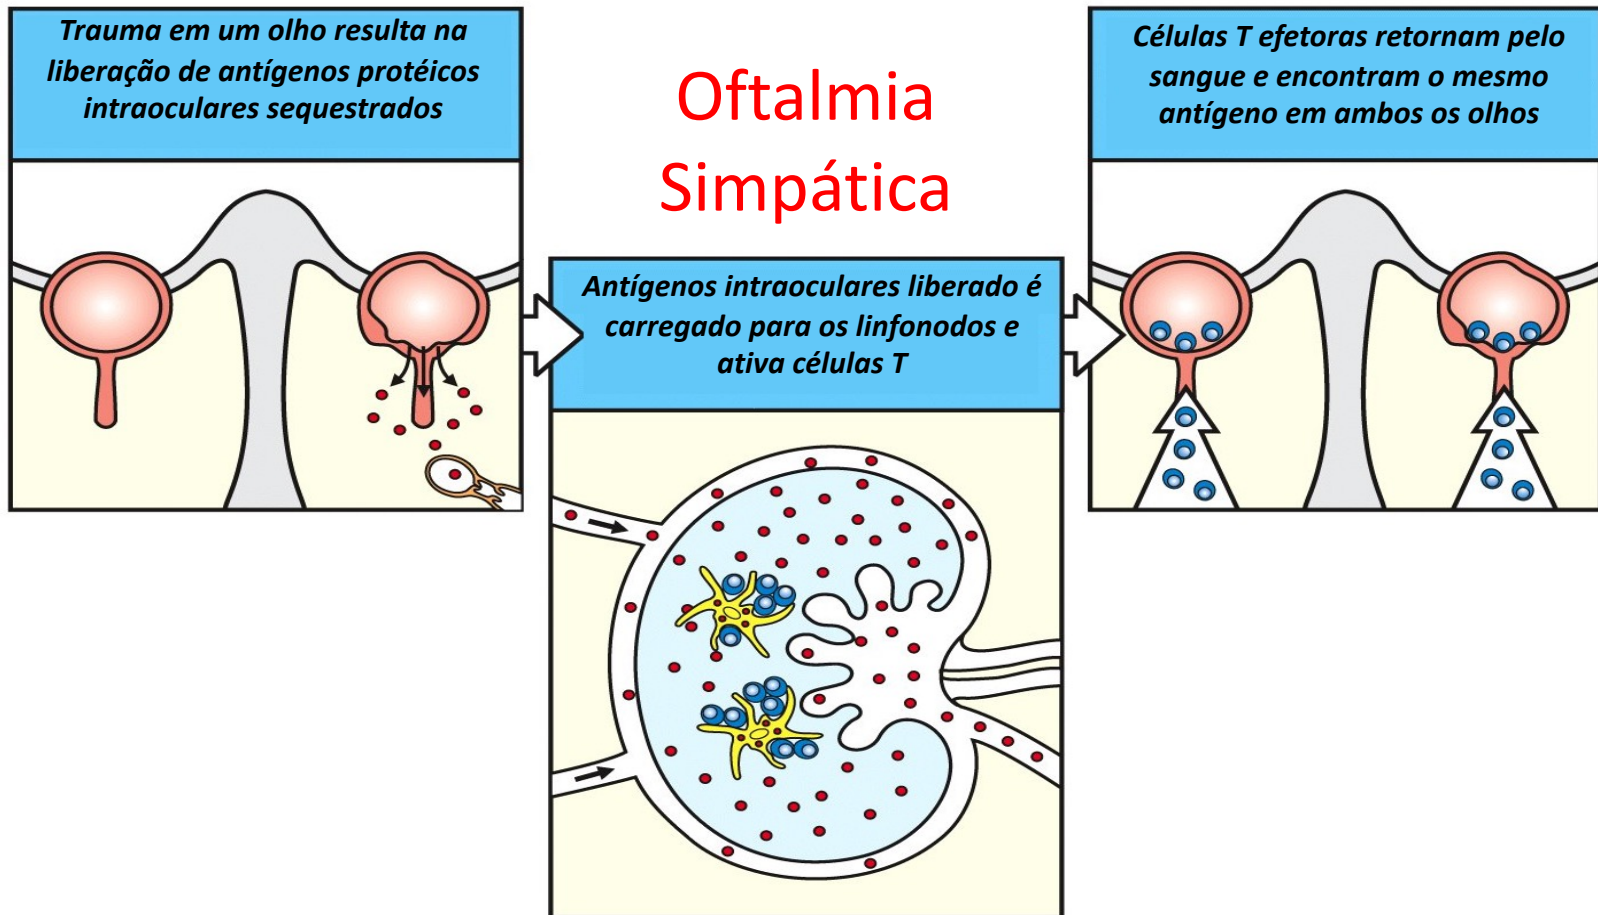 Trauma em um olho resulta na
liberação de antígenos protéicos
intraoculares sequestrados
Oftalmia
Simpática
Antígenos intraoculares liberado é
carregado para os linfonodos e
ativa células T
Células T efetoras retornam pelo
sangue e encontram o mesmo
antígeno em ambos os olhos